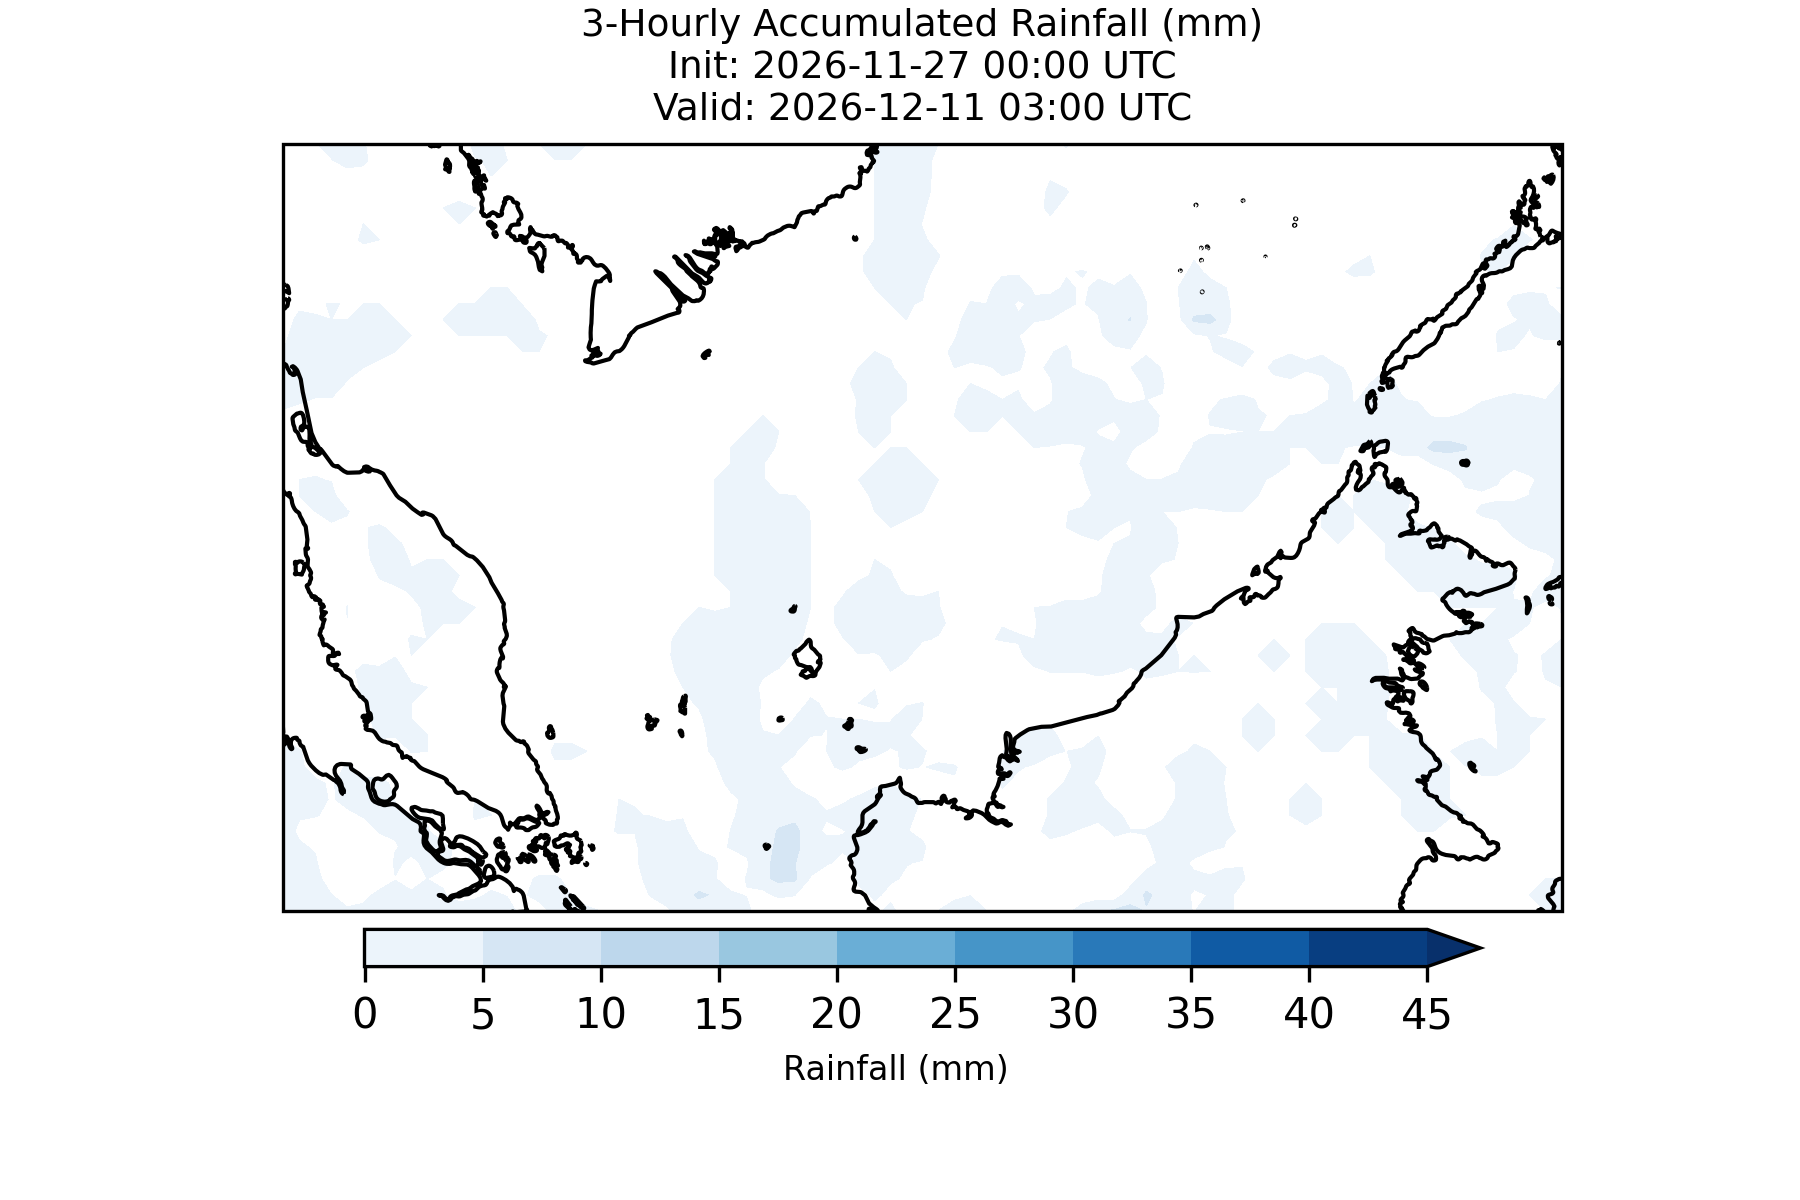 3-Hourly Accumulated Rainfall (mm)
Init: 2026-11-27 00:00 UTC
Valid: 2026-12-11 03:00 UTC
0 5 10 15 20 25 30 35 40 45
Rainfall (mm)